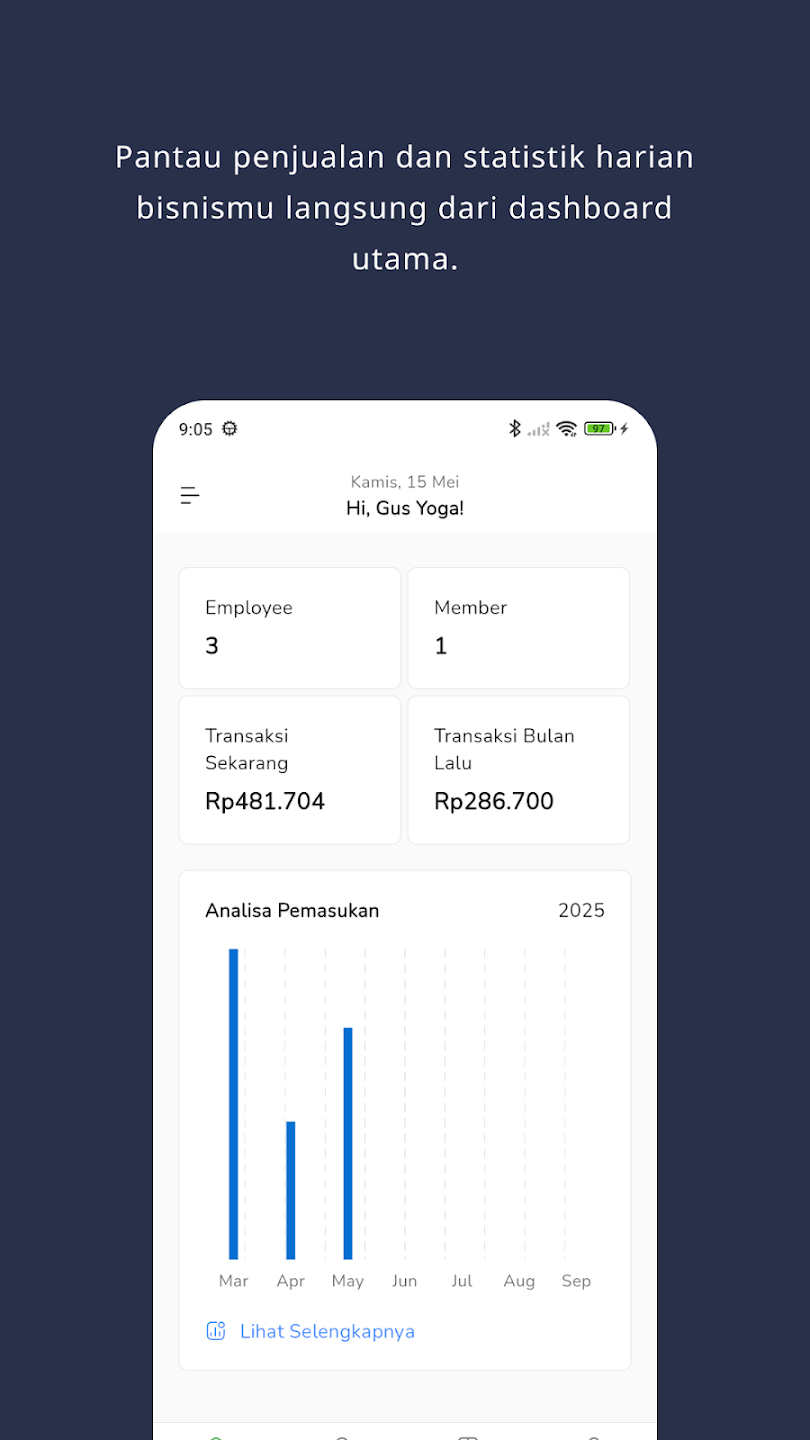 Pantau penjualan dan statistik harian
bisnismu langsung dari dashboard
utama.
9:05
97
Kamis, 15 Mei
Hi, Gus Yoga!
Employee
3
Member
1
Transaksi
Sekarang
Rp481.704
Transaksi Bulan
Lalu
Rp286.700
Analisa Pemasukan
2025
Mar
Apr
May
Jun
Jul
Aug
Sep
Lihat Selengkapnya